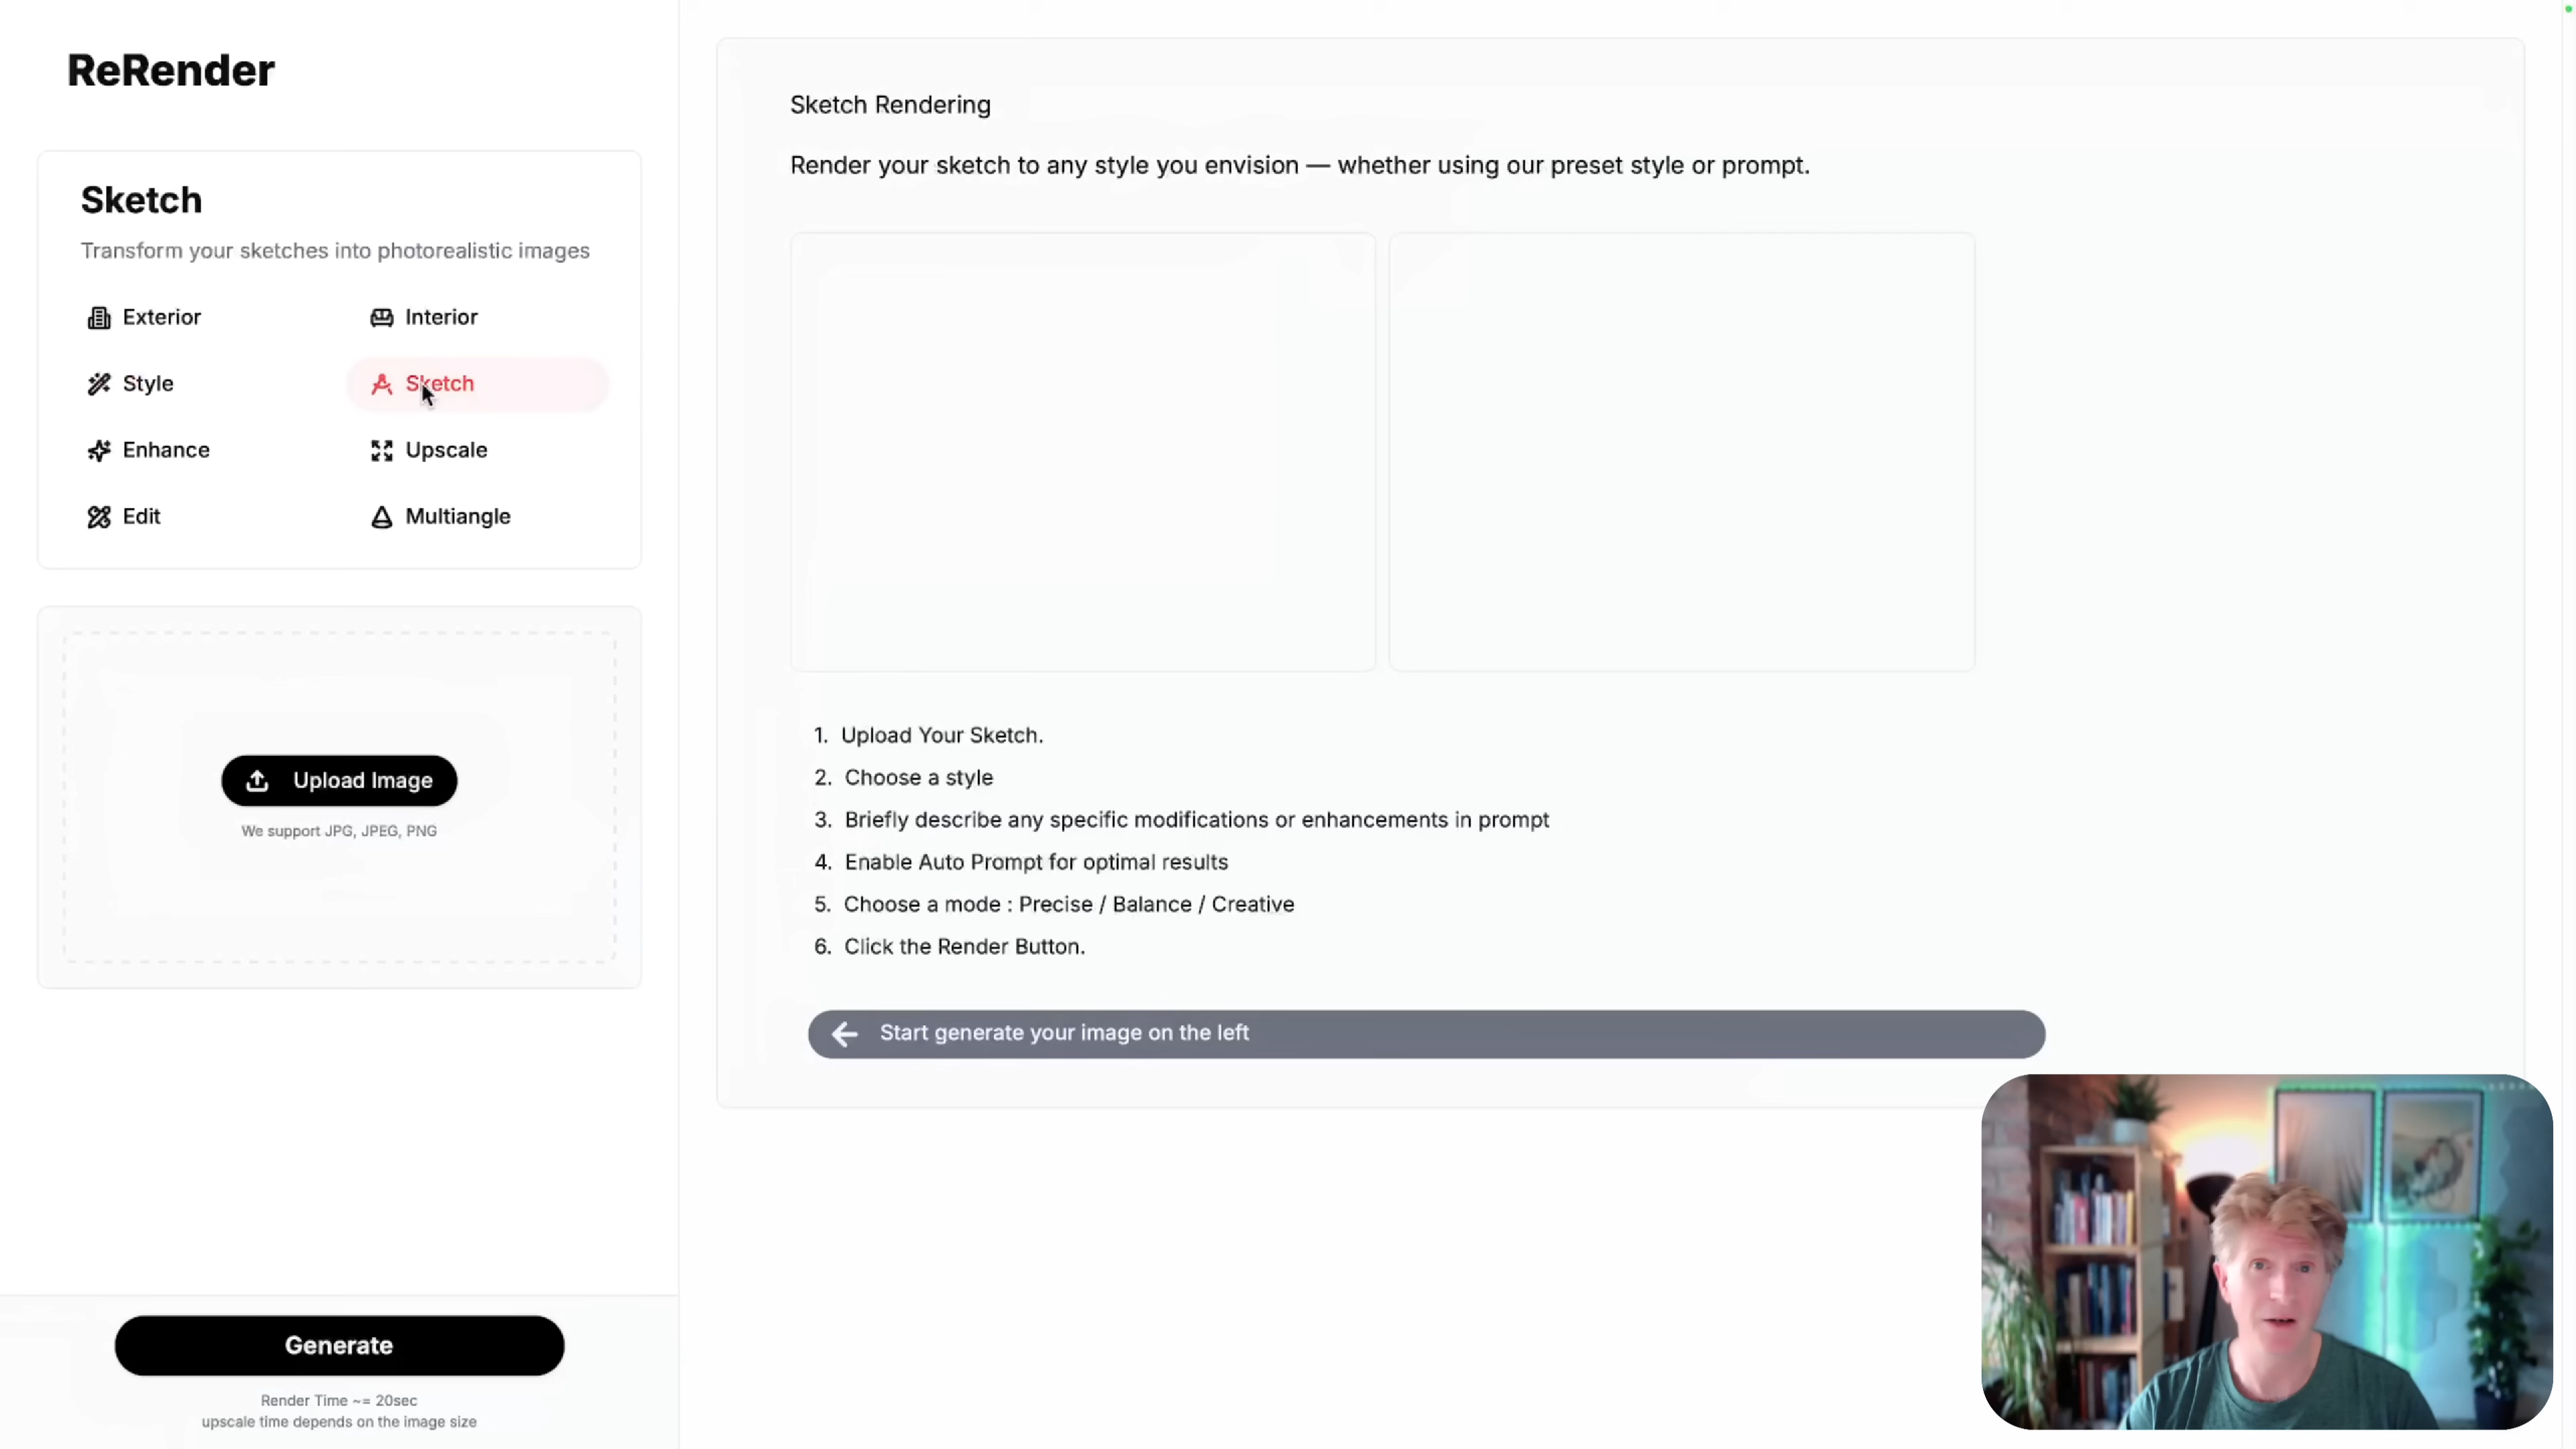 ReRender
Sketch
Transform your sketches into photorealistic images
Exterior
Interior
Style
Sketch
Enhance
Upscale
Edit
Multiangle
Upload Image
We support JPG, JPEG, PNG
Generate
Render Time ~= 20sec
upscale time depends on the image size
Sketch Rendering
Render your sketch to any style you envision — whether using our preset style or prompt.
1. Upload Your Sketch.
2. Choose a style
3. Briefly describe any specific modifications or enhancements in prompt
4. Enable Auto Prompt for optimal results
5. Choose a mode : Precise / Balance / Creative
6. Click the Render Button.
Start generate your image on the left